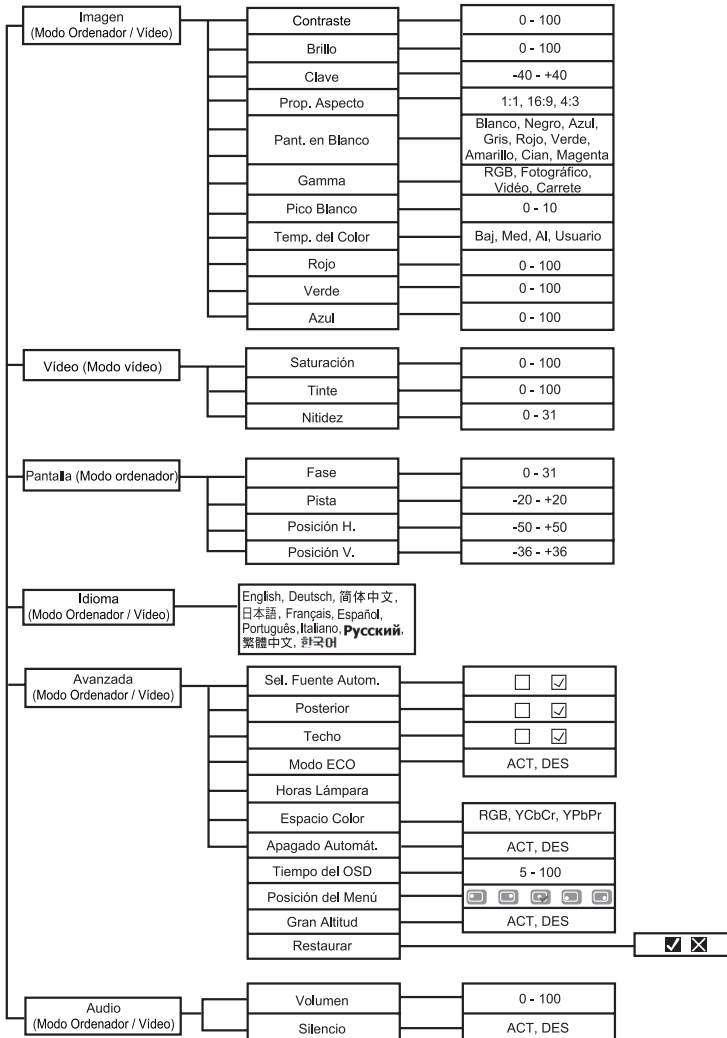 Imagen
(Modo Ordenador / Vídeo)
Contraste
0 - 100
Brillo
0 - 100
Clave
-40 - +40
Prop. Aspecto
1:1, 16:9, 4:3
Pant. en Blanco
Blanco, Negro, Azul,
Gris, Rojo, Verde,
Amarillo, Cian, Magenta
Gamma
RGB, Fotográfico,
Vidéo, Carrete
Pico Blanco
0 - 10
Temp. del Color
Baj, Med, Al, Usuario
Rojo
0 - 100
Verde
0 - 100
Azul
0 - 100
Vídeo (Modo vídeo)
Saturación
0 - 100
Tinte
0 - 100
Nitidez
0 - 31
Pantalla (Modo ordenador)
Fase
0 - 31
Pista
-20 - +20
Posición H.
-50 - +50
Posición V.
-36 - +36
Idioma
(Modo Ordenador / Vídeo)
English, Deutsch, 简体中文,
日本語, Français, Español,
Português, Italiano, Русский,
繁體中文, 한국어
Avanzada
(Modo Ordenador / Vídeo)
Sel. Fuente Autom.
Posterior
Techo
Modo ECO
ACT, DES
Horas Lámpara
Espacio Color
RGB, YCbCr, YPbPr
Apagado Automát.
ACT, DES
Tiempo del OSD
5 - 100
Posición del Menú
Gran Altitud
ACT, DES
Restaurar
Audio
(Modo Ordenador / Vídeo)
Volumen
0 - 100
Silencio
ACT, DES